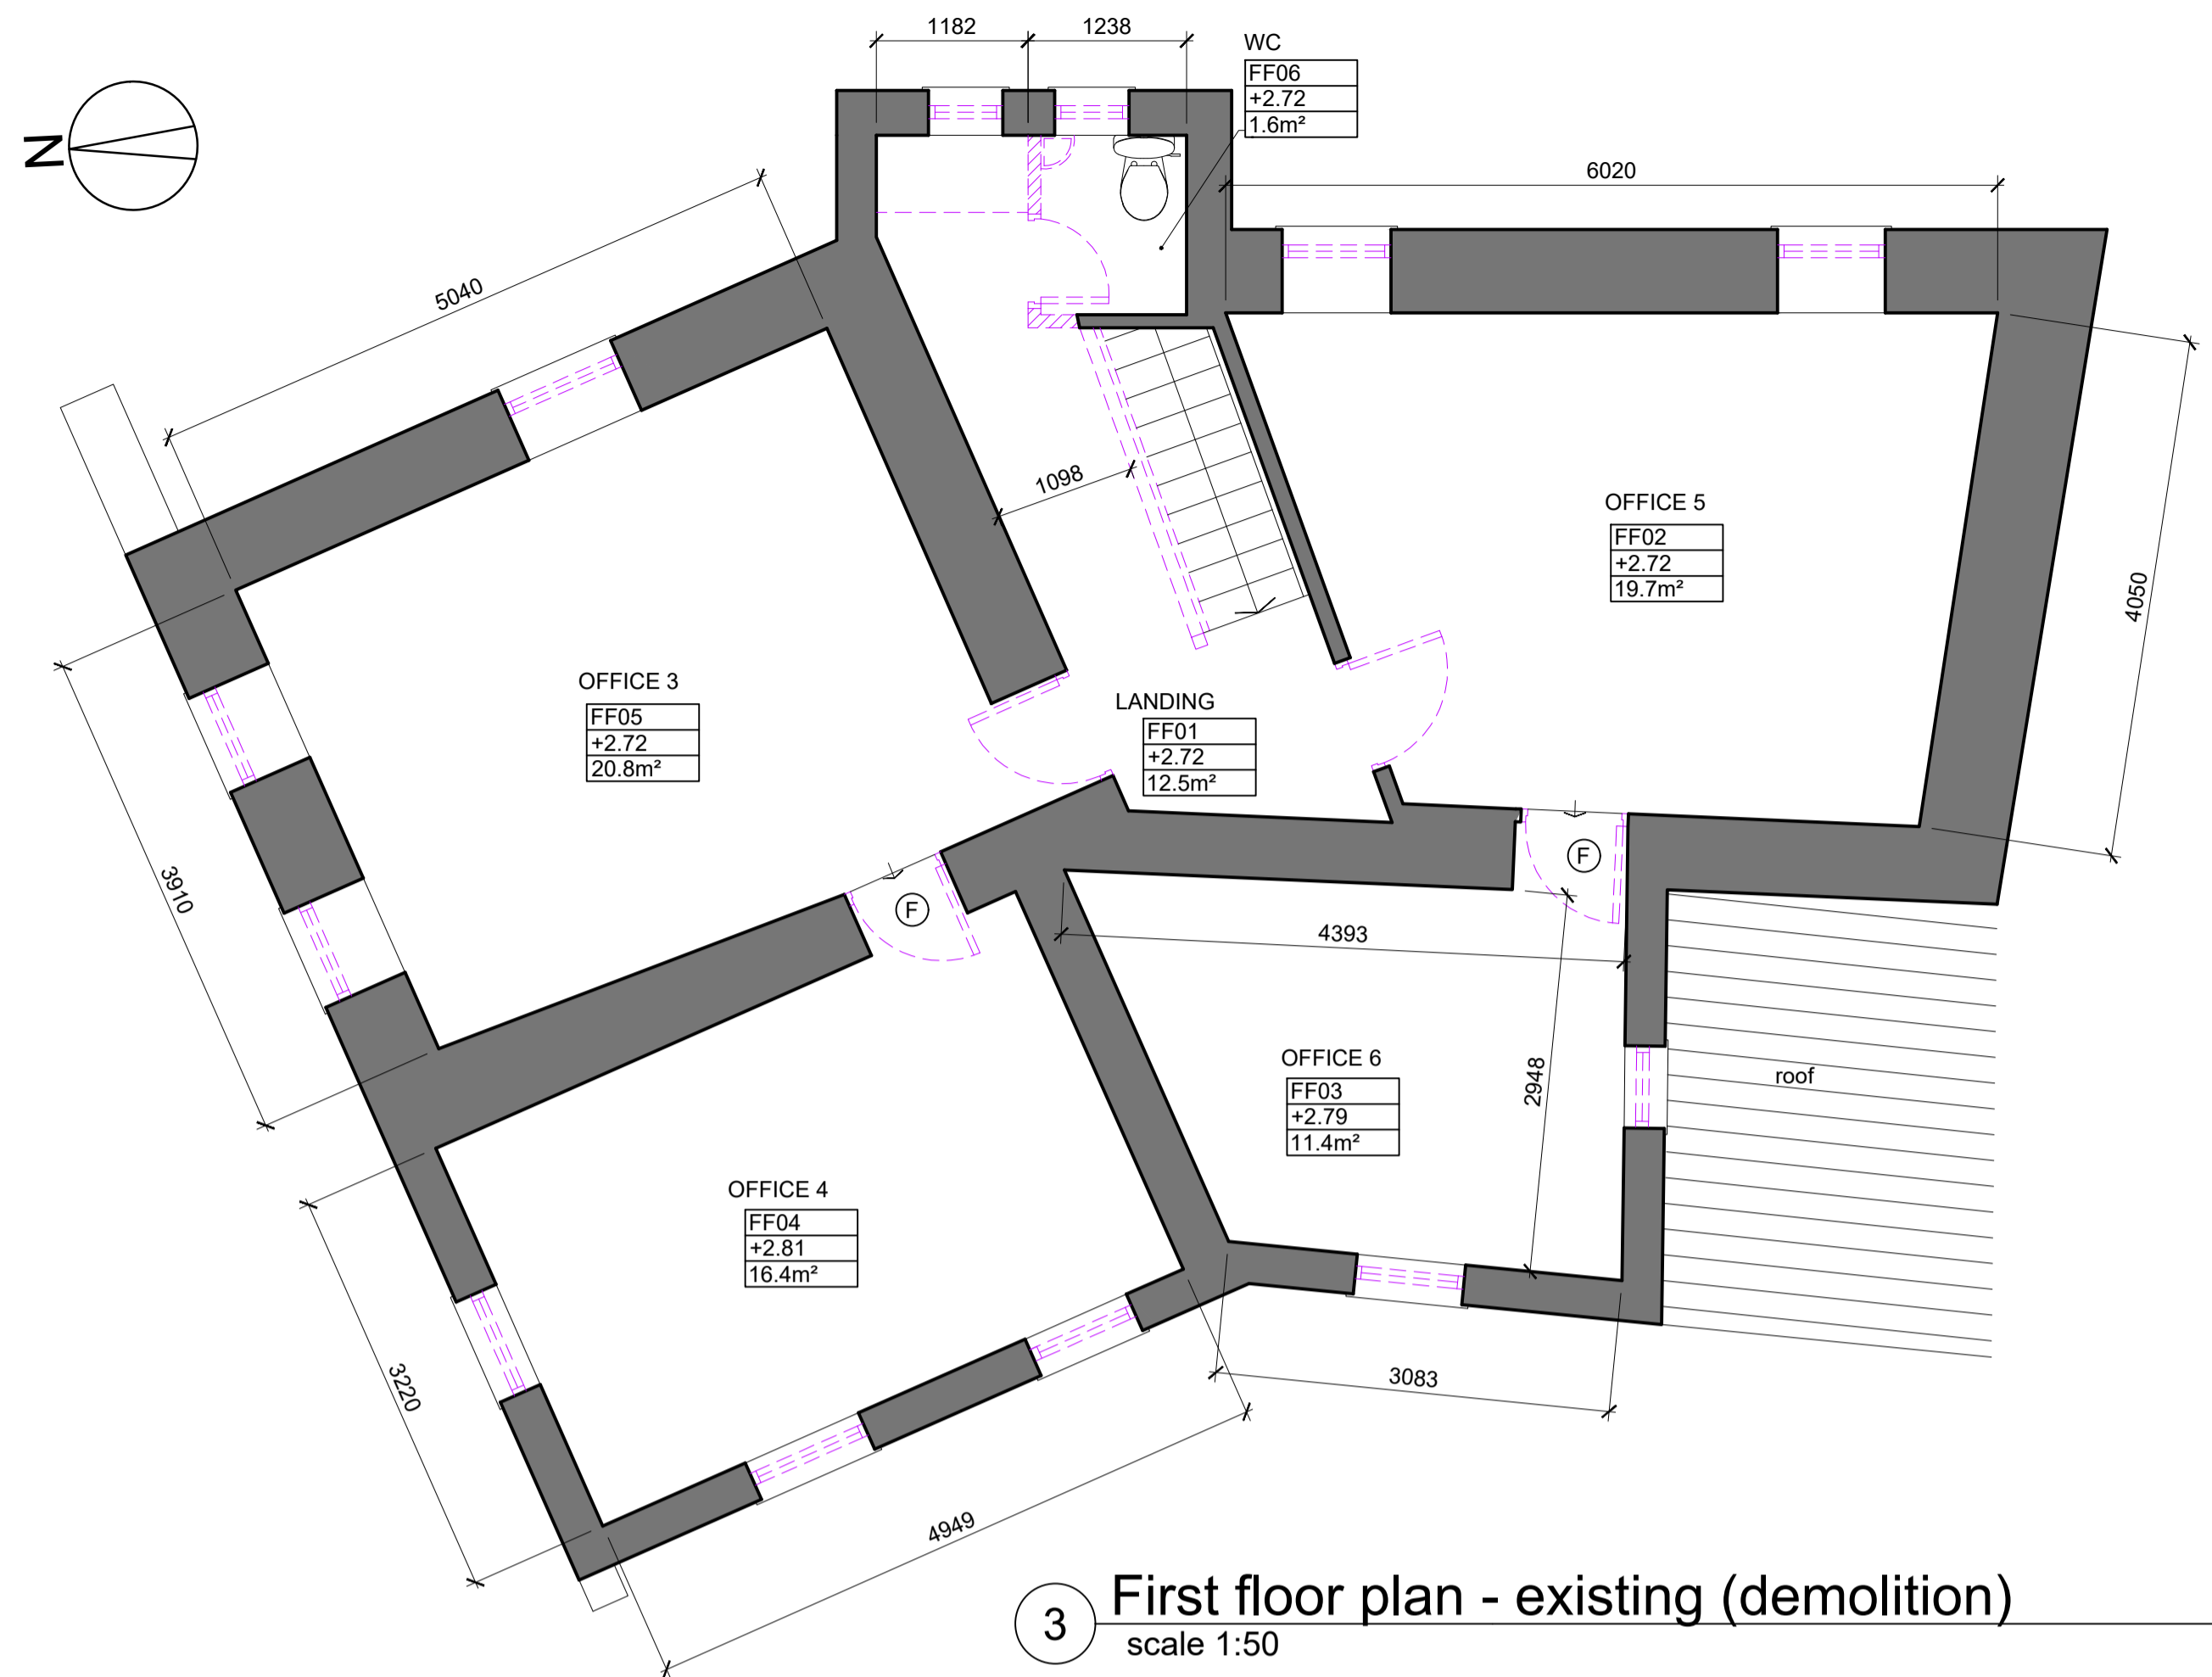 1182
1238
WC
FF06
+2.72
1.6m²
N
6020
5040
1098
OFFICE 5
FF02
+2.72
19.7m²
4050
OFFICE 3
FF05
+2.72
20.8m²
LANDING
FF01
+2.72
12.5m²
3910
F
F
4393
OFFICE 6
FF03
+2.79
11.4m²
2948
roof
OFFICE 4
FF04
+2.81
16.4m²
3220
3083
4949
3
First floor plan - existing (demolition)
scale 1:50